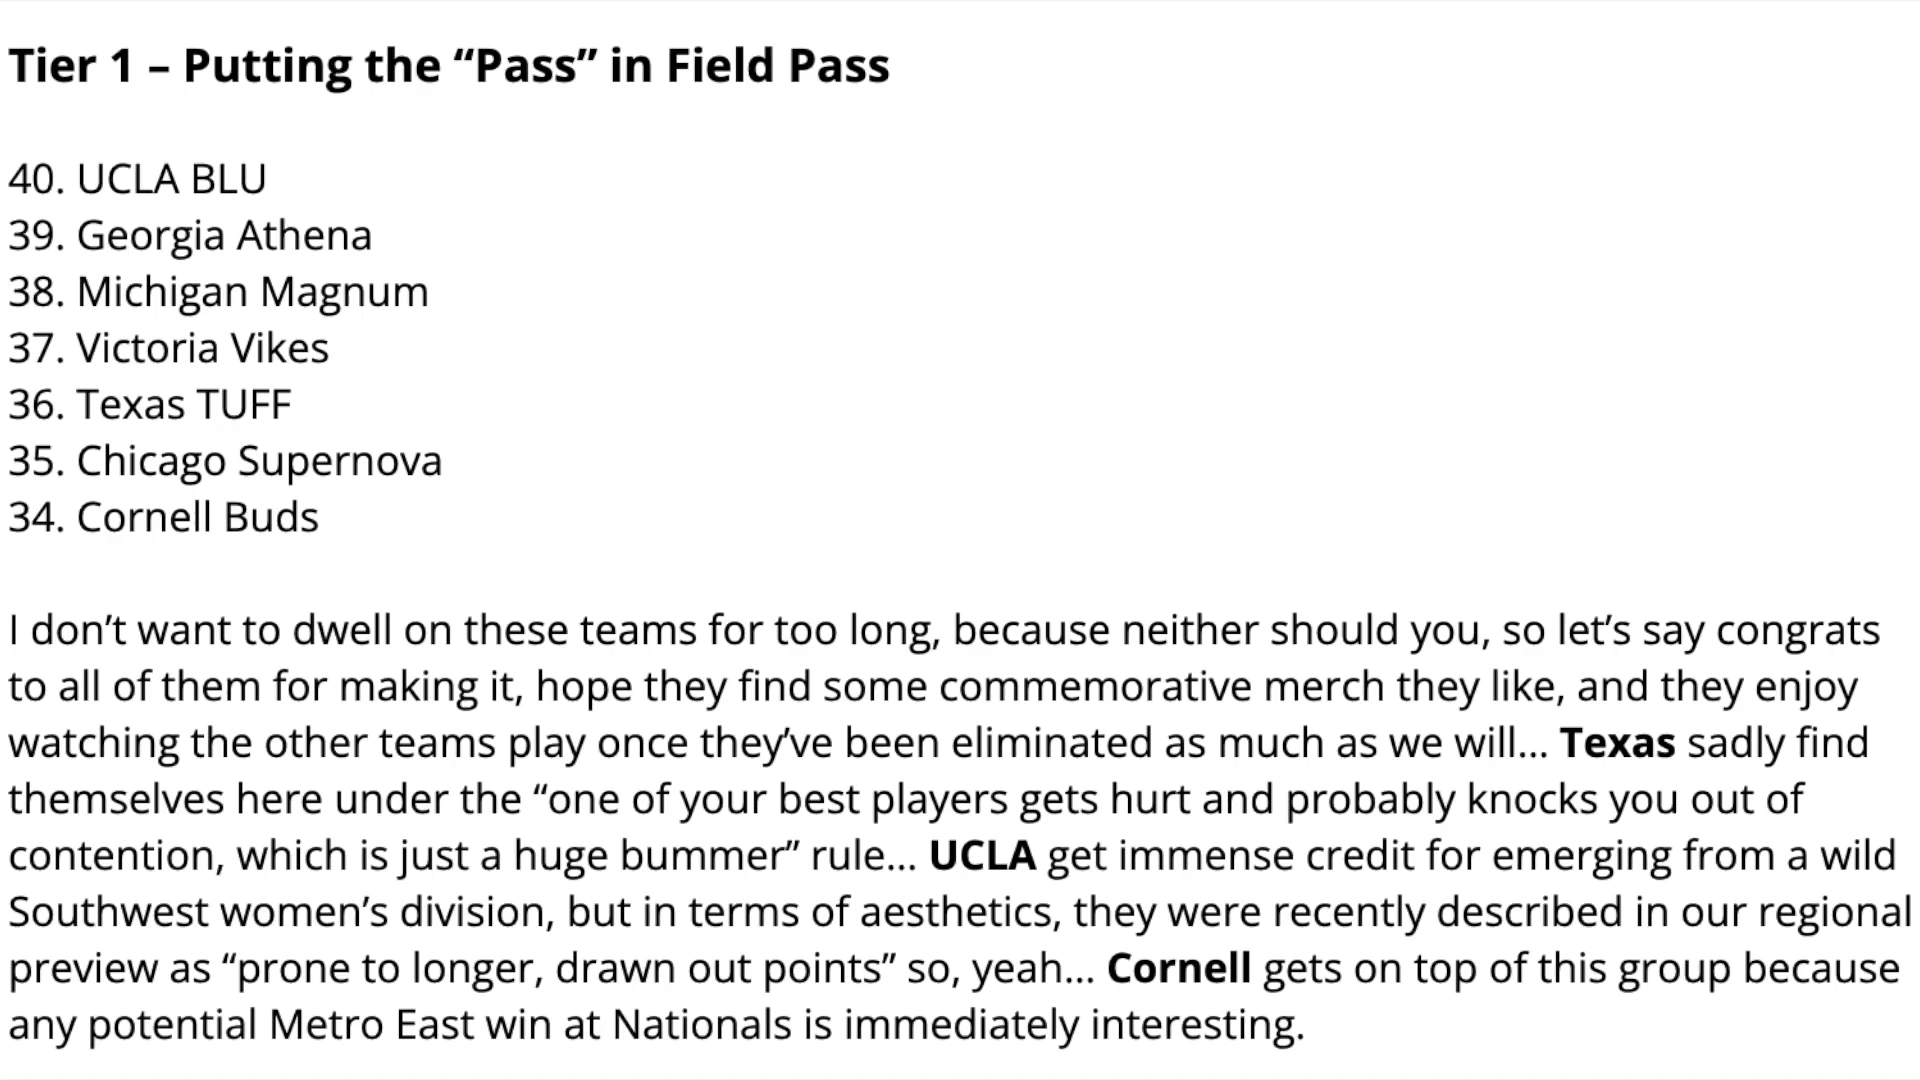 Tier 1 – Putting the “Pass” in Field Pass
40. UCLA BLU
39. Georgia Athena
38. Michigan Magnum
37. Victoria Vikes
36. Texas TUFF
35. Chicago Supernova
34. Cornell Buds
I don’t want to dwell on these teams for too long, because neither should you, so let’s say congrats
to all of them for making it, hope they find some commemorative merch they like, and they enjoy
watching the other teams play once they’ve been eliminated as much as we will… Texas sadly find
themselves here under the “one of your best players gets hurt and probably knocks you out of
contention, which is just a huge bummer” rule… UCLA get immense credit for emerging from a wild
Southwest women’s division, but in terms of aesthetics, they were recently described in our regional
preview as “prone to longer, drawn out points” so, yeah… Cornell gets on top of this group because
any potential Metro East win at Nationals is immediately interesting.